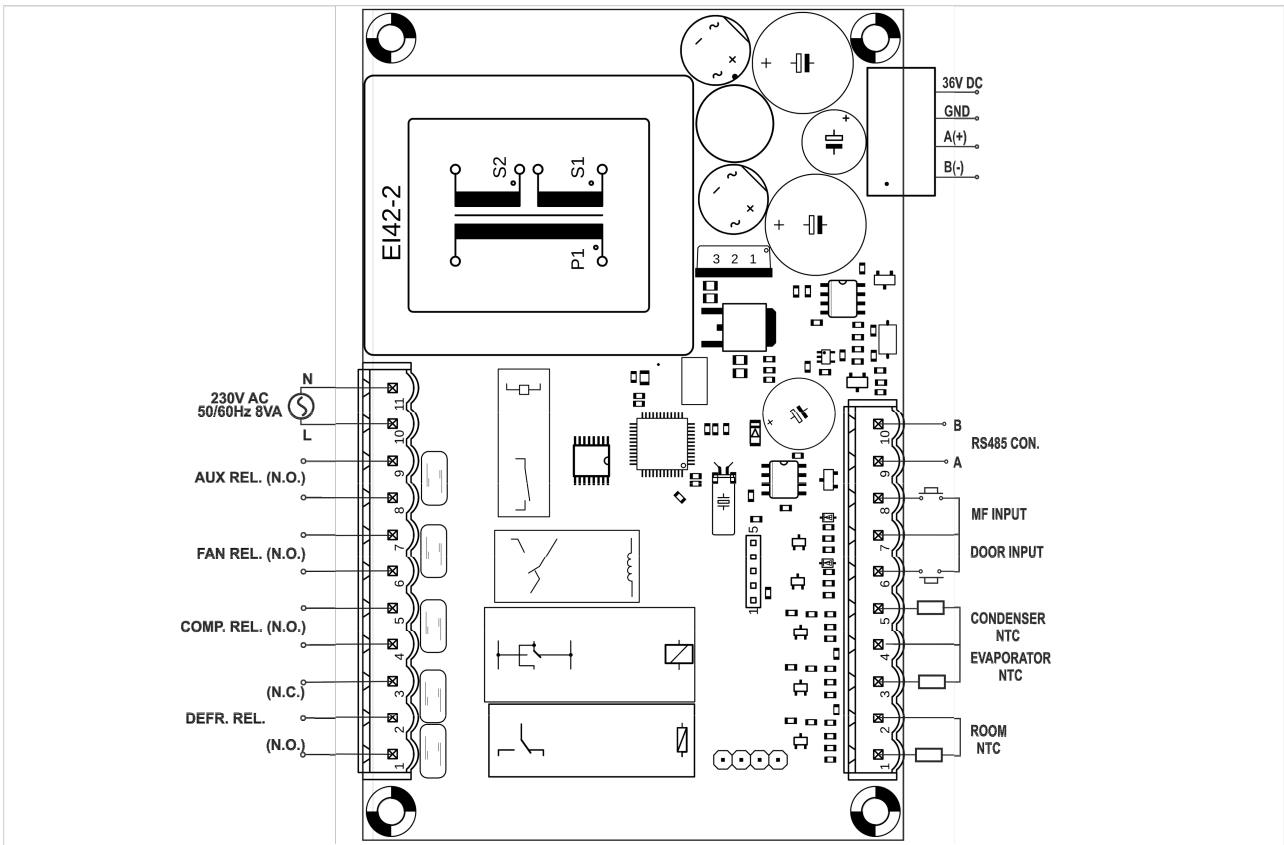 36V DC
GND
A(+)
B(-)
EI42-2
S2
S1
P1
3 2 1
N
230V AC
50/60Hz 8VA
L
AUX REL. (N.O.)
FAN REL. (N.O.)
COMP. REL. (N.O.)
(N.C.)
DEFR. REL.
(N.O.)
11
10
9
8
7
6
5
4
3
2
1
5
1
10
9
8
7
6
5
4
3
2
1
B
RS485 CON.
A
MF INPUT
DOOR INPUT
CONDENSER
NTC
EVAPORATOR
NTC
ROOM
NTC